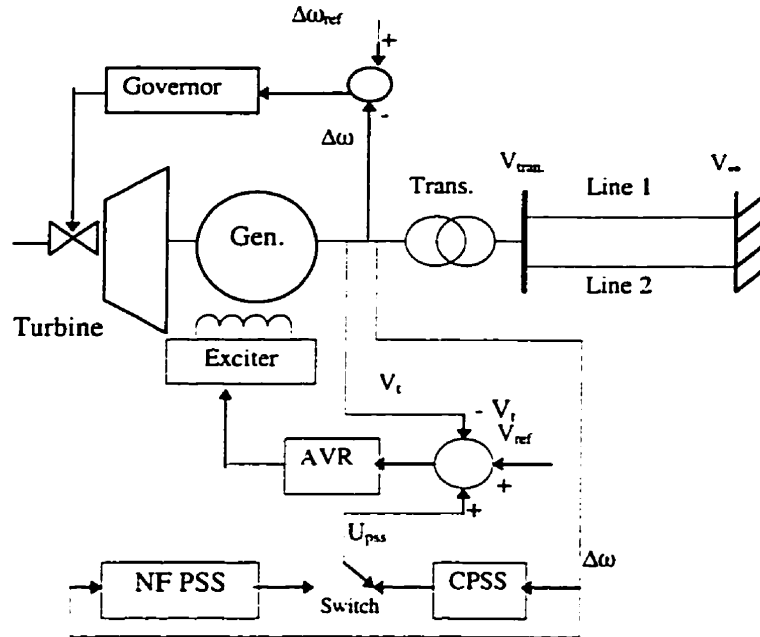 Δω_ref
+
Governor
-
Δω
V_tran.
V_∞
Trans.
Line 1
Gen.
Line 2
Turbine
Exciter
V_t
- V_t
V_ref
AVR
+
+
U_pss
Δω
NF PSS
CPSS
Switch